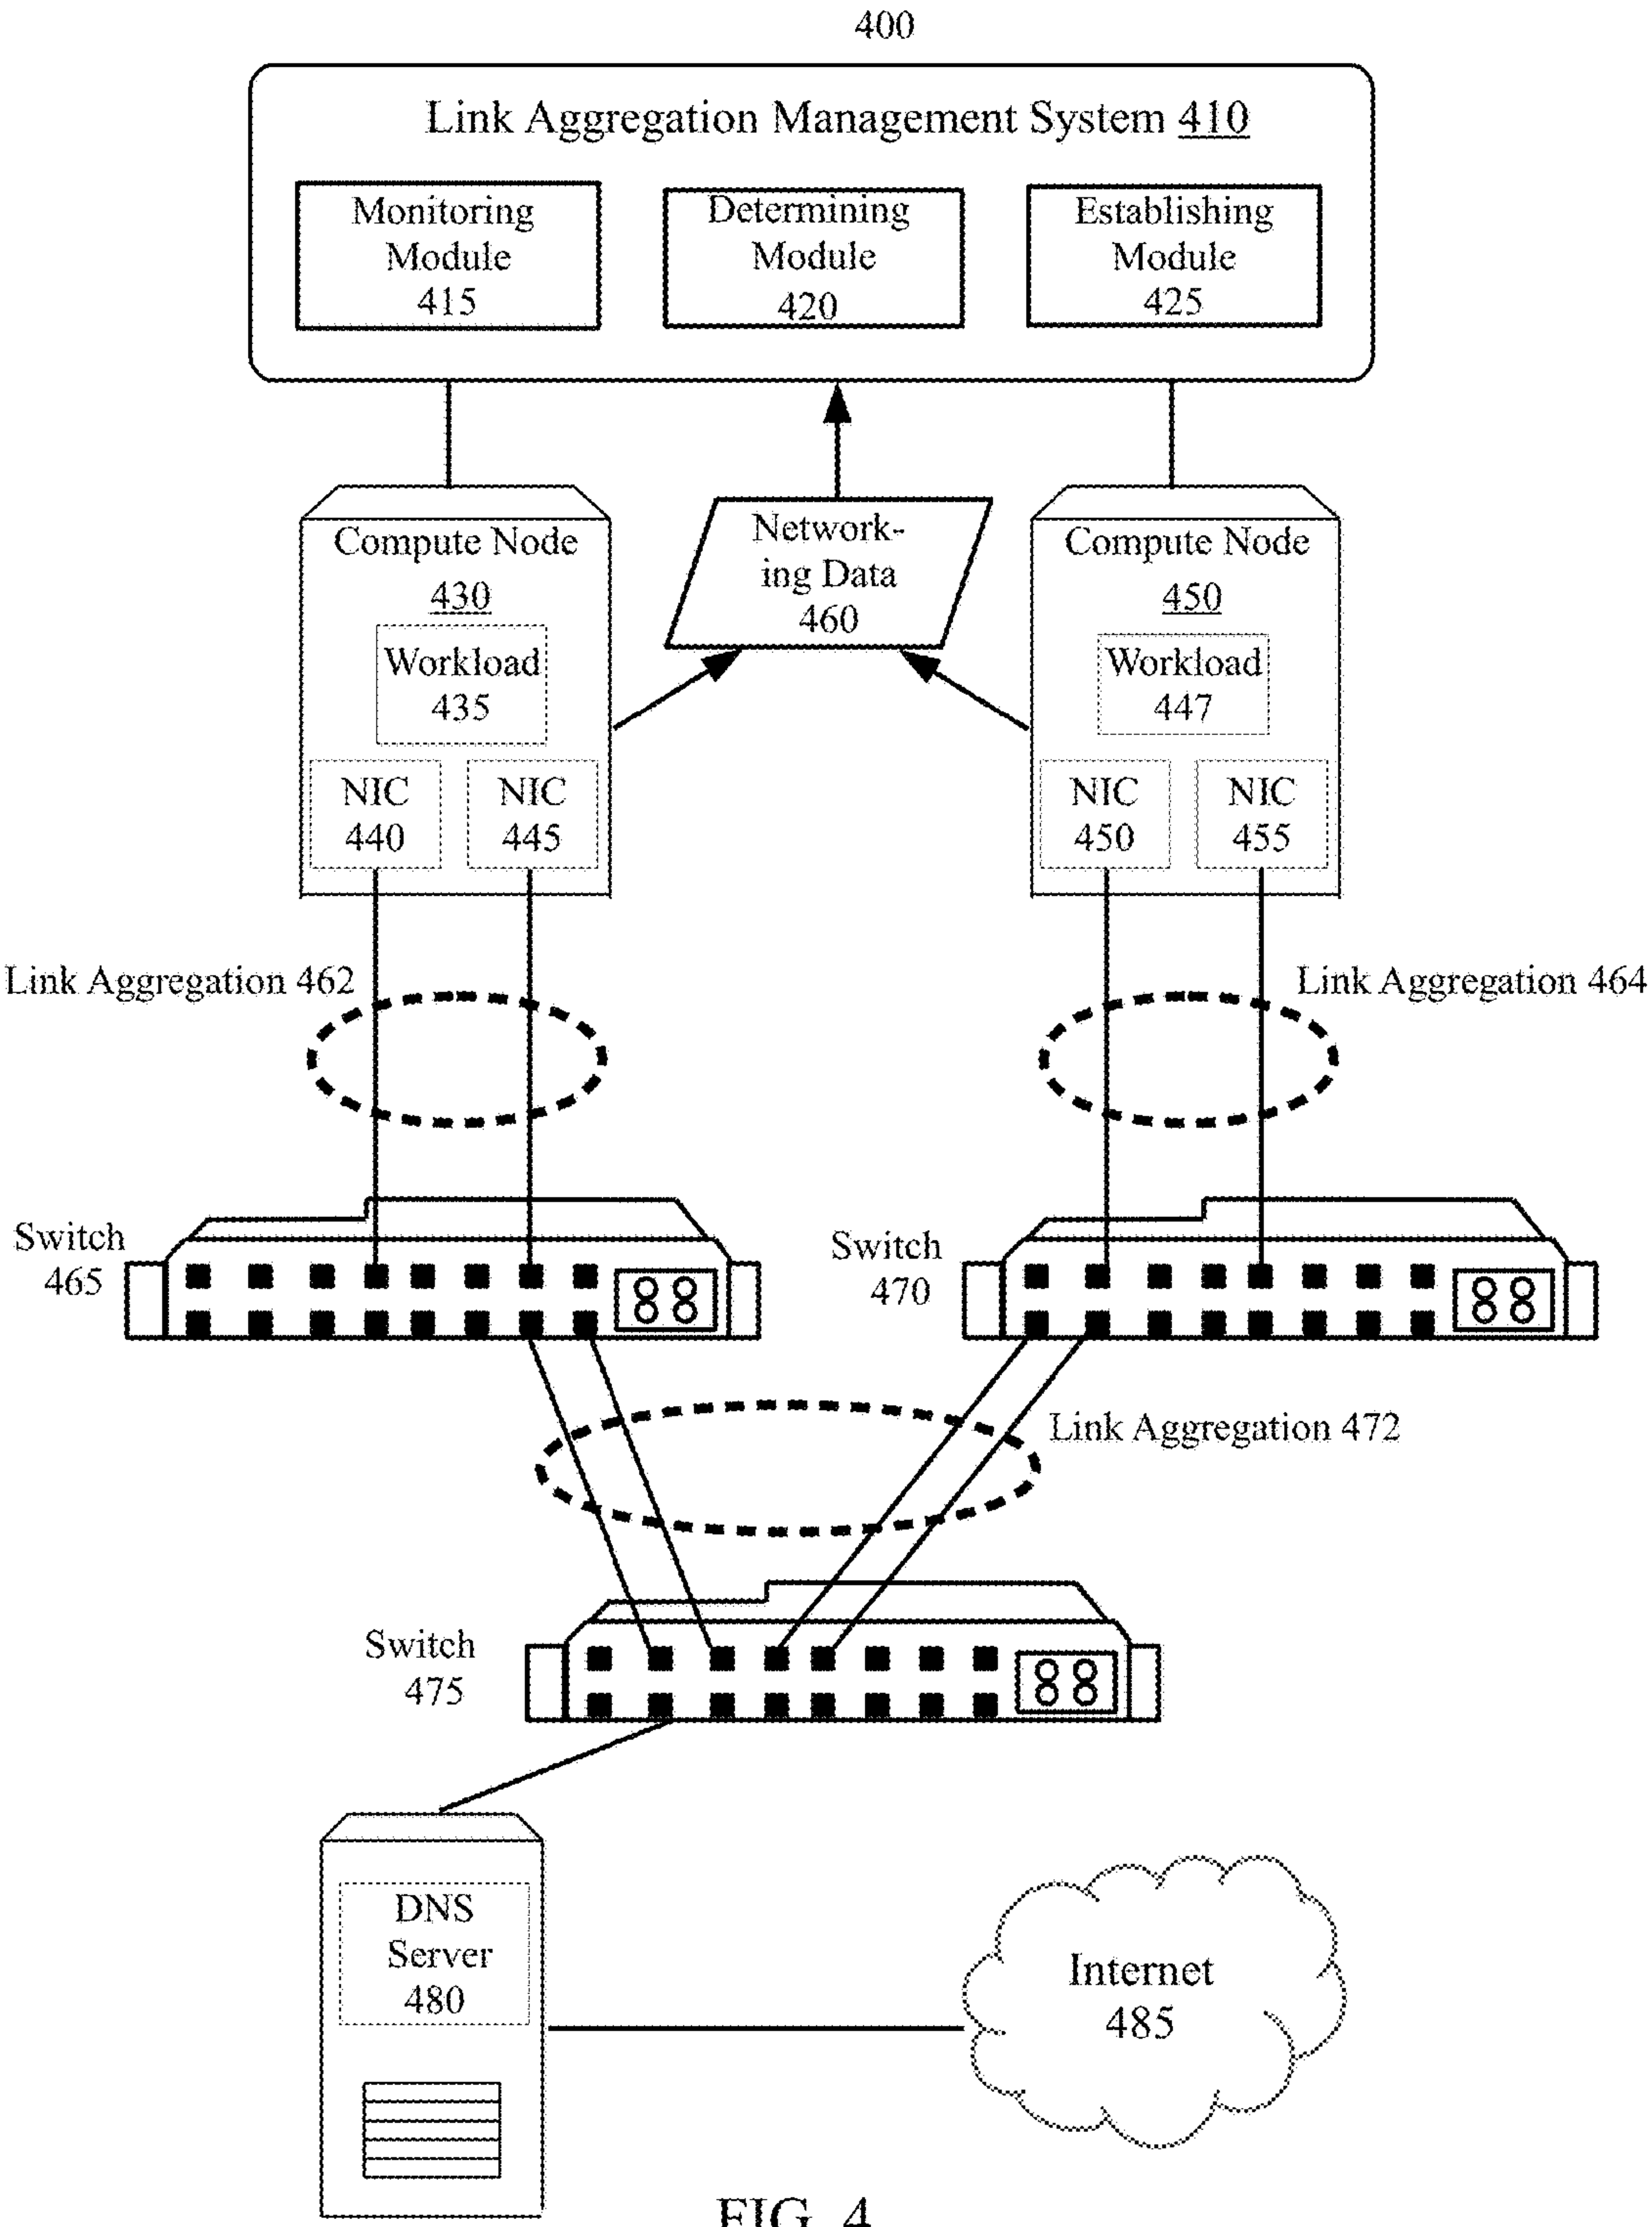 400
Link Aggregation Management System 410
Monitoring
Module
415
Determining
Module
420
Establishing
Module
425
Compute Node
430
Workload
435
NIC
440
NIC
445
Network-
ing Data
460
Compute Node
450
Workload
447
NIC
450
NIC
455
Link Aggregation 462
Link Aggregation 464
Switch
465
Switch
470
Link Aggregation 472
Switch
475
DNS
Server
480
Internet
485
FIG. 4